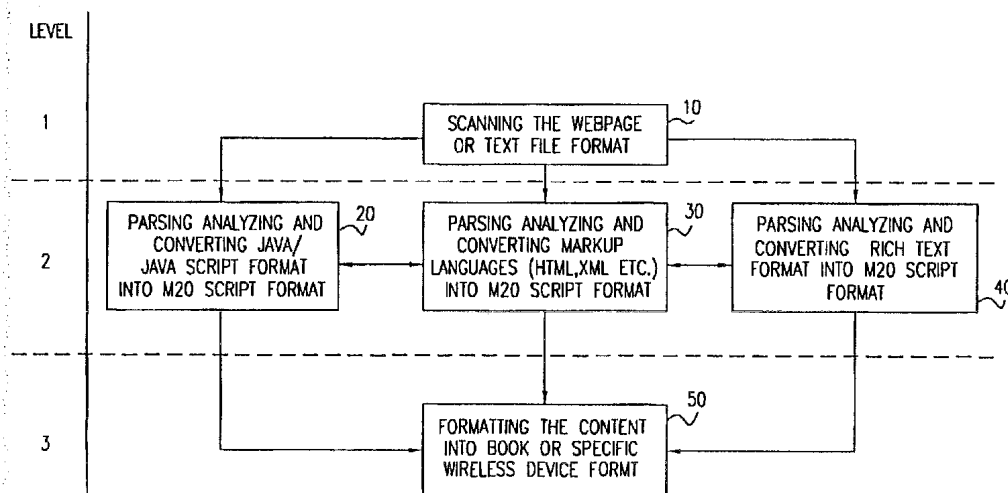 LEVEL
1
10
SCANNING THE WEBPAGE
OR TEXT FILE FORMAT
2
20
PARSING ANALYZING AND
CONVERTING JAVA/
JAVA SCRIPT FORMAT
INTO M20 SCRIPT FORMAT
30
PARSING ANALYZING AND
CONVERTING MARKUP
LANGUAGES (HTML,XML ETC.)
INTO M20 SCRIPT FORMAT
PARSING ANALYZING AND
CONVERTING RICH TEXT
FORMAT INTO M20 SCRIPT
FORMAT
40
3
50
FORMATTING THE CONTENT
INTO BOOK OR SPECIFIC
WIRELESS DEVICE FORMT